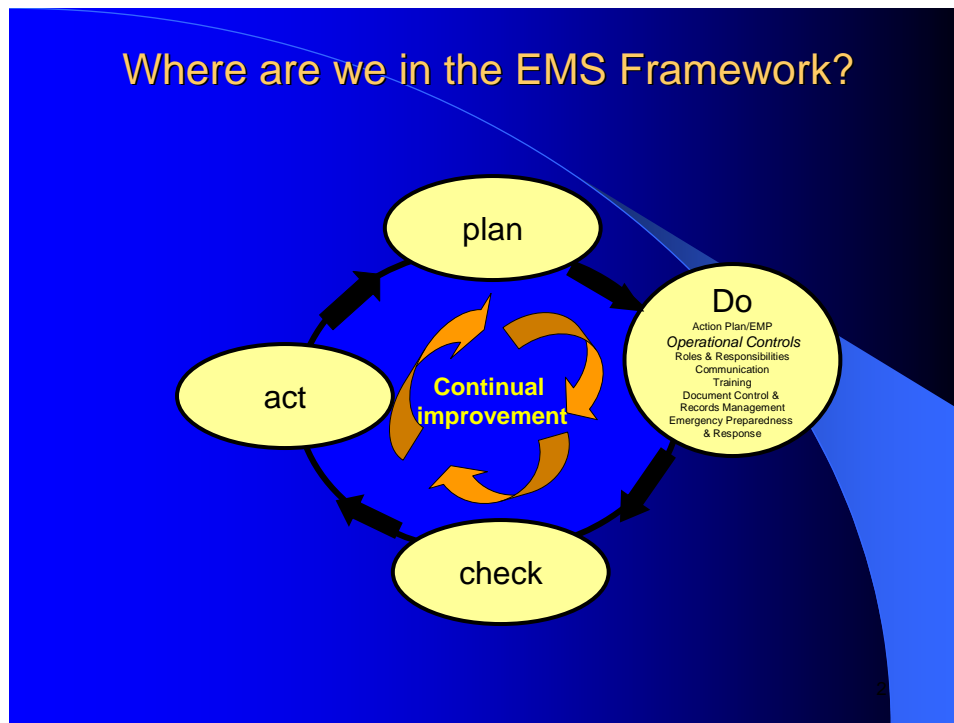 Where are we in the EMS Framework?
plan
Do
Action Plan/EMP
Operational Controls
Roles & Responsibilities
Communication
Training
Document Control &
Records Management
Emergency Preparedness
& Response
act
Continual
improvement
check